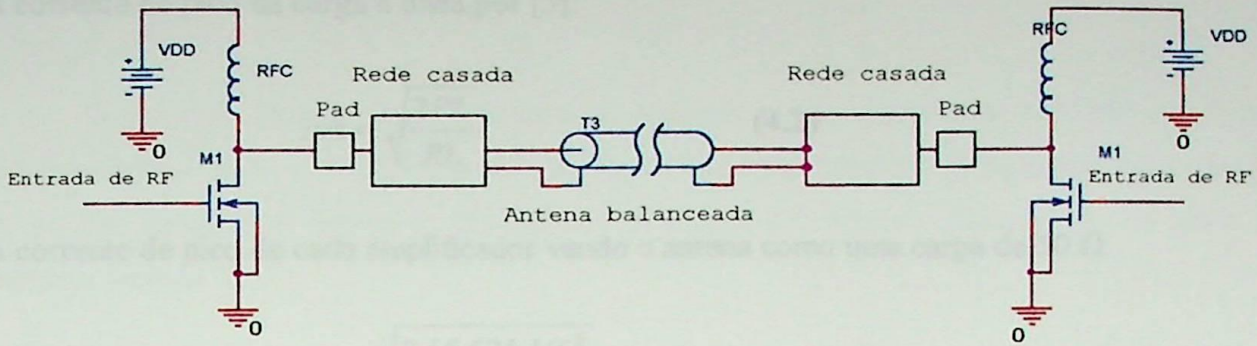 VDD
RFC
Rede casada
Pad
0
M1
Entrada de RF
0
T3
Antena balanceada
Rede casada
Pad
RFC
VDD
0
M1
Entrada de RF
0